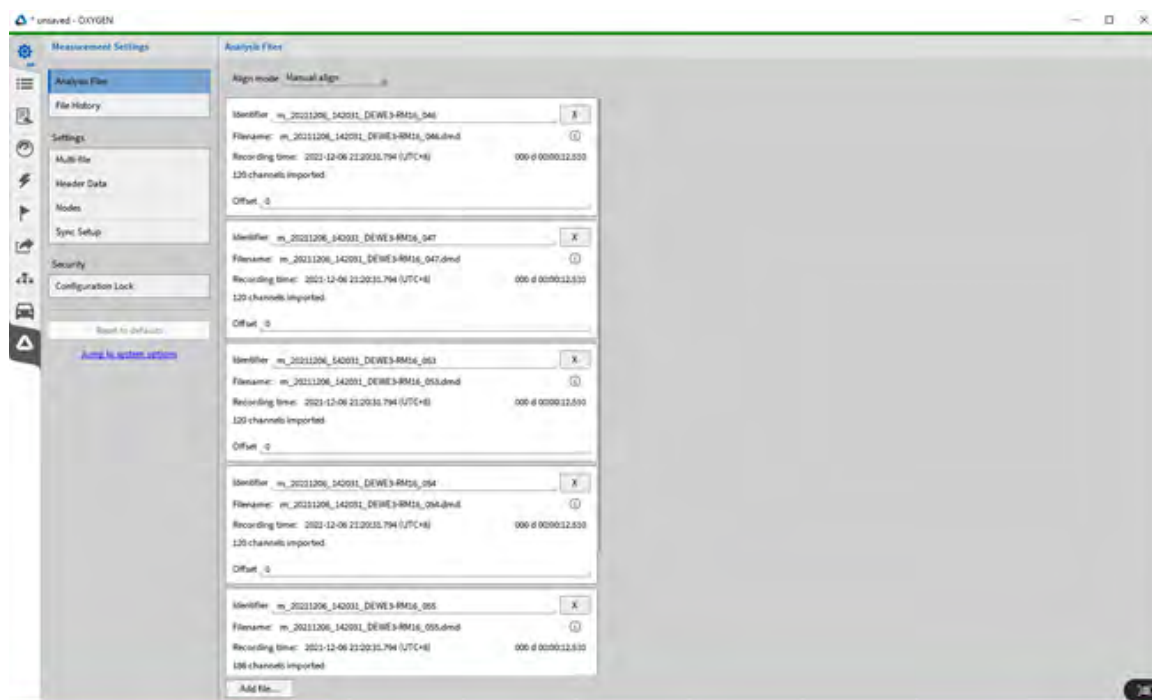 * unsaved - OXYGEN
Measurement Settings
Analysis Files
File History
Settings
Multi-file
Header Data
Nodes
Sync Setup
Security
Configuration Lock
Reset to defaults
Jump to system options
Analysis Files
Align mode Manual align
Identifier m_20211206_142031_DEWE3-RM16_046 X
Filename: m_20211206_142031_DEWE3-RM16_046.dmd
Recording time: 2021-12-06 21:20:31.794 (UTC+8) 000 d 00:00:12.510
120 channels imported
Offset 0
Identifier m_20211206_142031_DEWE3-RM16_047 X
Filename: m_20211206_142031_DEWE3-RM16_047.dmd
Recording time: 2021-12-06 21:20:31.794 (UTC+8) 000 d 00:00:12.510
120 channels imported
Offset 0
Identifier m_20211206_142031_DEWE3-RM16_053 X
Filename: m_20211206_142031_DEWE3-RM16_053.dmd
Recording time: 2021-12-06 21:20:31.794 (UTC+8) 000 d 00:00:12.510
120 channels imported
Offset 0
Identifier m_20211206_142031_DEWE3-RM16_054 X
Filename: m_20211206_142031_DEWE3-RM16_054.dmd
Recording time: 2021-12-06 21:20:31.794 (UTC+8) 000 d 00:00:12.510
120 channels imported
Offset 0
Identifier m_20211206_142031_DEWE3-RM16_055 X
Filename: m_20211206_142031_DEWE3-RM16_055.dmd
Recording time: 2021-12-06 21:20:31.794 (UTC+8) 000 d 00:00:12.510
186 channels imported
Add file...